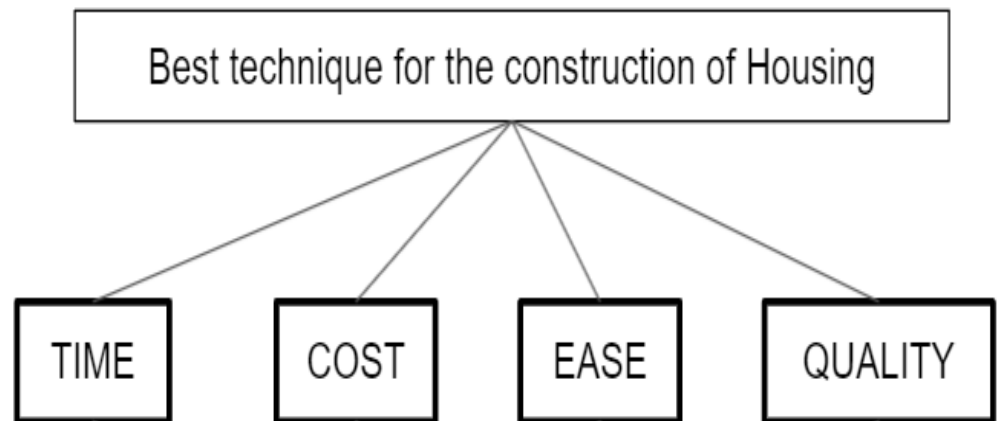 Best technique for the construction of Housing
TIME
COST
EASE
QUALITY